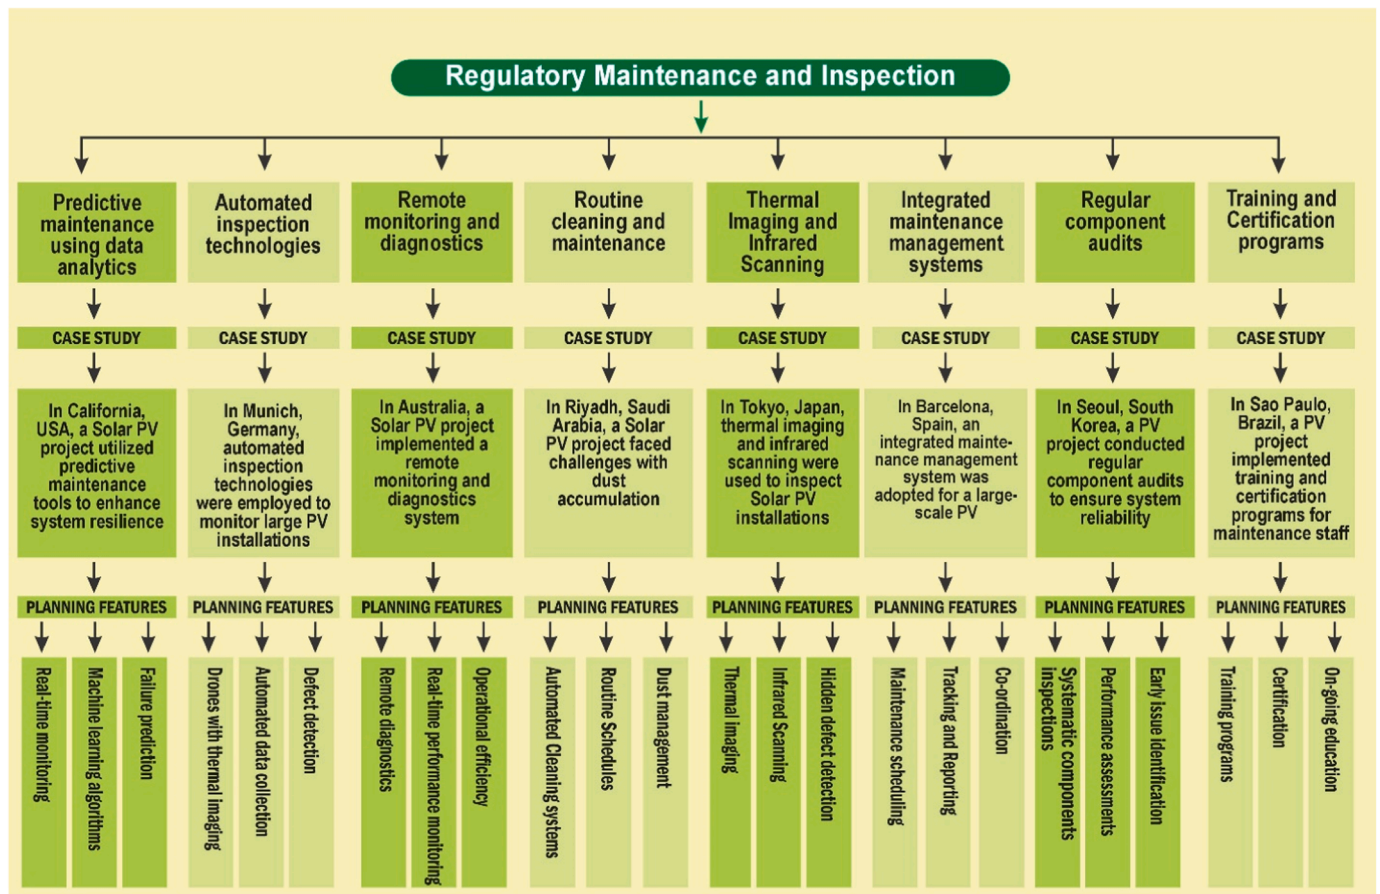 Regulatory Maintenance and Inspection
Predictive
maintenance
using data
analytics
Automated
inspection
technologies
Remote
monitoring and
diagnostics
Routine
cleaning and
maintenance
Thermal
Imaging and
Infrared
Scanning
Integrated
maintenance
management
systems
Regular
component
audits
Training and
Certification
programs
CASE STUDY
CASE STUDY
CASE STUDY
CASE STUDY
CASE STUDY
CASE STUDY
CASE STUDY
CASE STUDY
In California,
USA, a Solar PV
project utilized
predictive
maintenance
tools to enhance
system resilience
In Munich,
Germany,
automated
inspection
technologies
were employed to
monitor large PV
installations
In Australia, a
Solar PV project
implemented a
remote
monitoring and
diagnostics
system
In Riyadh, Saudi
Arabia, a Solar
PV project faced
challenges with
dust
accumulation
In Tokyo, Japan,
thermal imaging
and infrared
scanning were
used to inspect
Solar PV
installations
In Barcelona,
Spain, an
integrated mainte-
nance management
system was
adopted for a large-
scale PV
In Seoul, South
Korea, a PV
project conducted
regular
component audits
to ensure system
reliability
In Sao Paulo,
Brazil, a PV
project
implemented
training and
certification
programs for
maintenance staff
PLANNING FEATURES
PLANNING FEATURES
PLANNING FEATURES
PLANNING FEATURES
PLANNING FEATURES
PLANNING FEATURES
PLANNING FEATURES
PLANNING FEATURES
Real-time monitoring
Machine learning algorithms
Failure prediction
Drones with thermal imaging
Automated data collection
Defect detection
Remote diagnostics
Real-time performance monitoring
Operational efficiency
Automated Cleaning systems
Routine Schedules
Dust management
Thermal imaging
Infrared Scanning
Hidden defect detection
Maintenance scheduling
Tracking and Reporting
Co-ordination
Systematic components
inspections
Performance assessments
Early issue identification
Training programs
Certification
On-going education